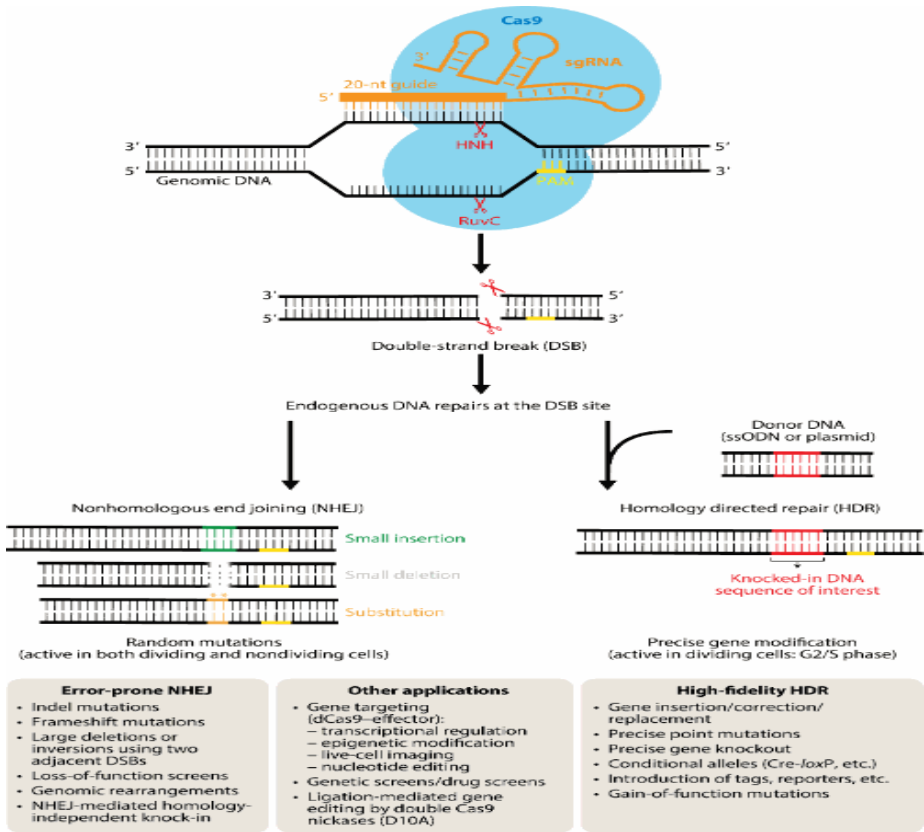 Cas9
3′
sgRNA
20-nt guide
5′
HNH
3′
5′
5′
3′
Genomic DNA
PAM
RuvC
3′
5′
5′
3′
Double-strand break (DSB)
Endogenous DNA repairs at the DSB site
Donor DNA
(ssODN or plasmid)
Nonhomologous end joining (NHEJ)
Small insertion
Small deletion
Substitution
Random mutations
(active in both dividing and nondividing cells)
Homology directed repair (HDR)
Knocked-in DNA
sequence of interest
Precise gene modification
(active in dividing cells: G2/S phase)
Error-prone NHEJ
• Indel mutations
• Frameshift mutations
• Large deletions or
inversions using two
adjacent DSBs
• Loss-of-function screens
• Genomic rearrangements
• NHEJ-mediated homology-
independent knock-in
Other applications
• Gene targeting
(dCas9–effector):
– transcriptional regulation
– epigenetic modification
– live-cell imaging
– nucleotide editing
• Genetic screens/drug screens
• Ligation-mediated gene
editing by double Cas9
nickases (D10A)
High-fidelity HDR
• Gene insertion/correction/
replacement
• Precise point mutations
• Precise gene knockout
• Conditional alleles (Cre-loxP, etc.)
• Introduction of tags, reporters, etc.
• Gain-of-function mutations